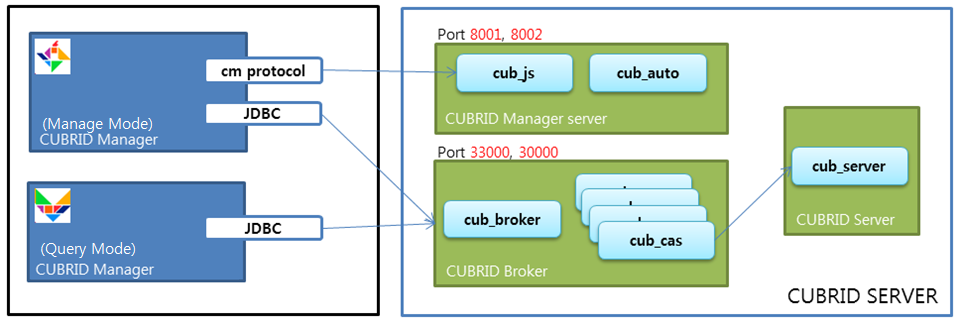 cm protocol
JDBC
(Manage Mode)
CUBRID Manager
JDBC
(Query Mode)
CUBRID Manager
Port 8001, 8002
cub_js
cub_auto
CUBRID Manager server
Port 33000, 30000
cub_broker
cub_cas
CUBRID Broker
cub_server
CUBRID Server
CUBRID SERVER